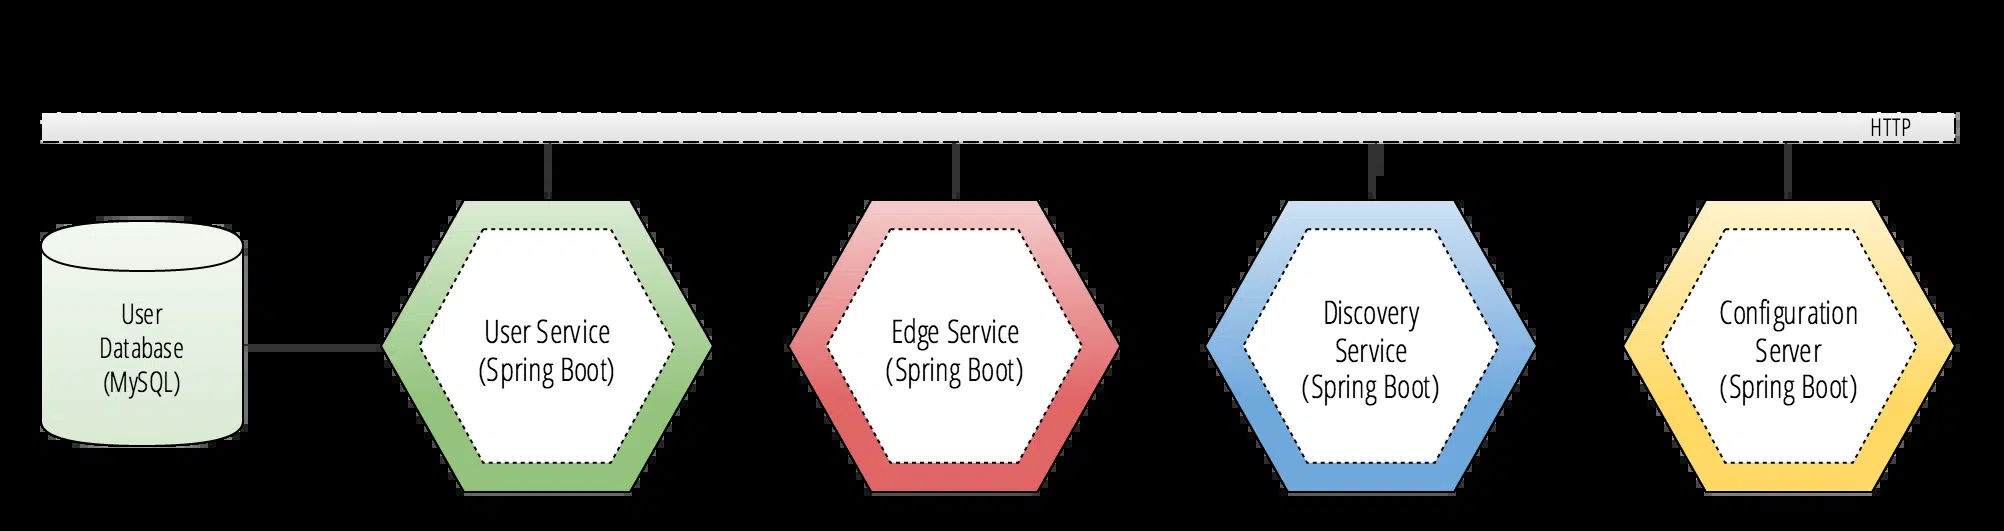 HTTP
User
Database
(MySQL)
User Service
(Spring Boot)
Edge Service
(Spring Boot)
Discovery
Service
(Spring Boot)
Configuration
Server
(Spring Boot)